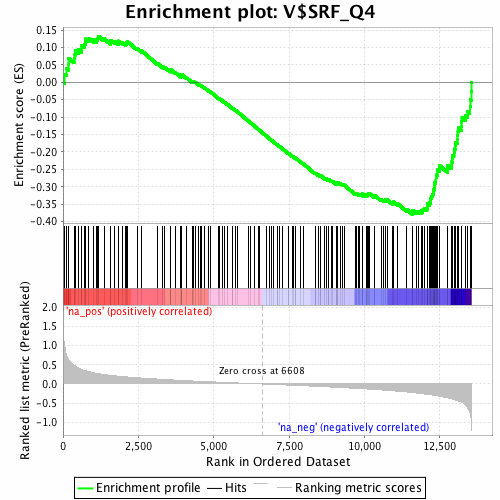 Enrichment plot: V$SRF_Q4
Enrichment score (ES)
0.15
0.10
0.05
0.00
-0.05
-0.10
-0.15
-0.20
-0.25
-0.30
-0.35
-0.40
'na_pos' (positively correlated)
Ranked list metric (PreRanked)
2.0
1.5
1.0
0.5
0.0
-0.5
-1.0
Zero cross at 6608
'na_neg' (negatively correlated)
0 2,500 5,000 7,500 10,000 12,500
Rank in Ordered Dataset
Enrichment profile Hits Ranking metric scores